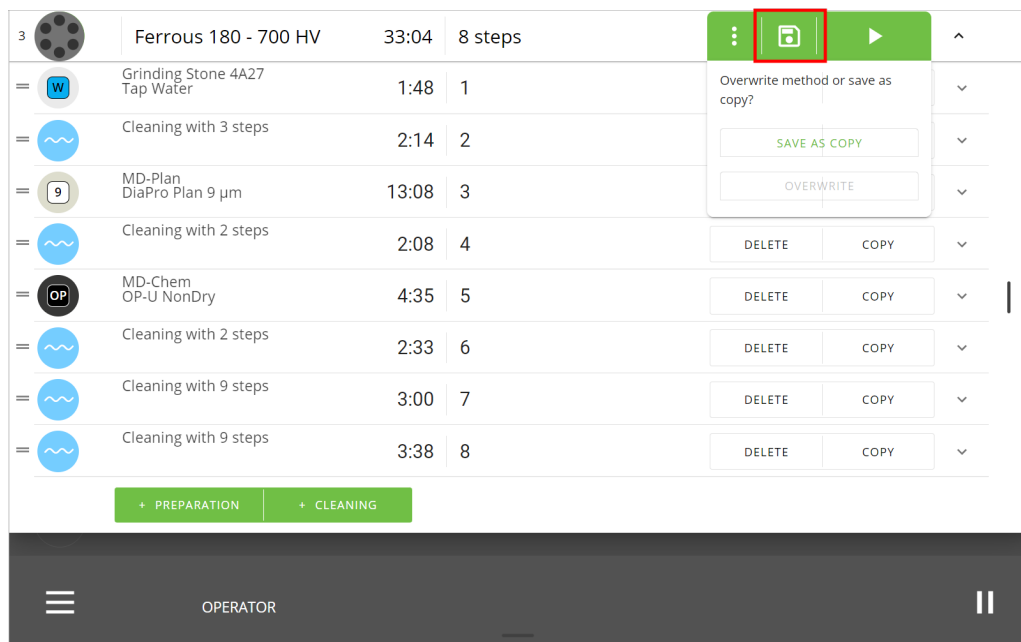 3 Ferrous 180 - 700 HV 33:04 8 steps
Overwrite method or save as
copy?
SAVE AS COPY
OVERWRITE
W Grinding Stone 4A27
Tap Water 1:48 1
Cleaning with 3 steps 2:14 2
9 MD-Plan
DiaPro Plan 9 µm 13:08 3
Cleaning with 2 steps 2:08 4 DELETE COPY
OP MD-Chem
OP-U NonDry 4:35 5 DELETE COPY
Cleaning with 2 steps 2:33 6 DELETE COPY
Cleaning with 9 steps 3:00 7 DELETE COPY
Cleaning with 9 steps 3:38 8 DELETE COPY
+ PREPARATION + CLEANING
OPERATOR